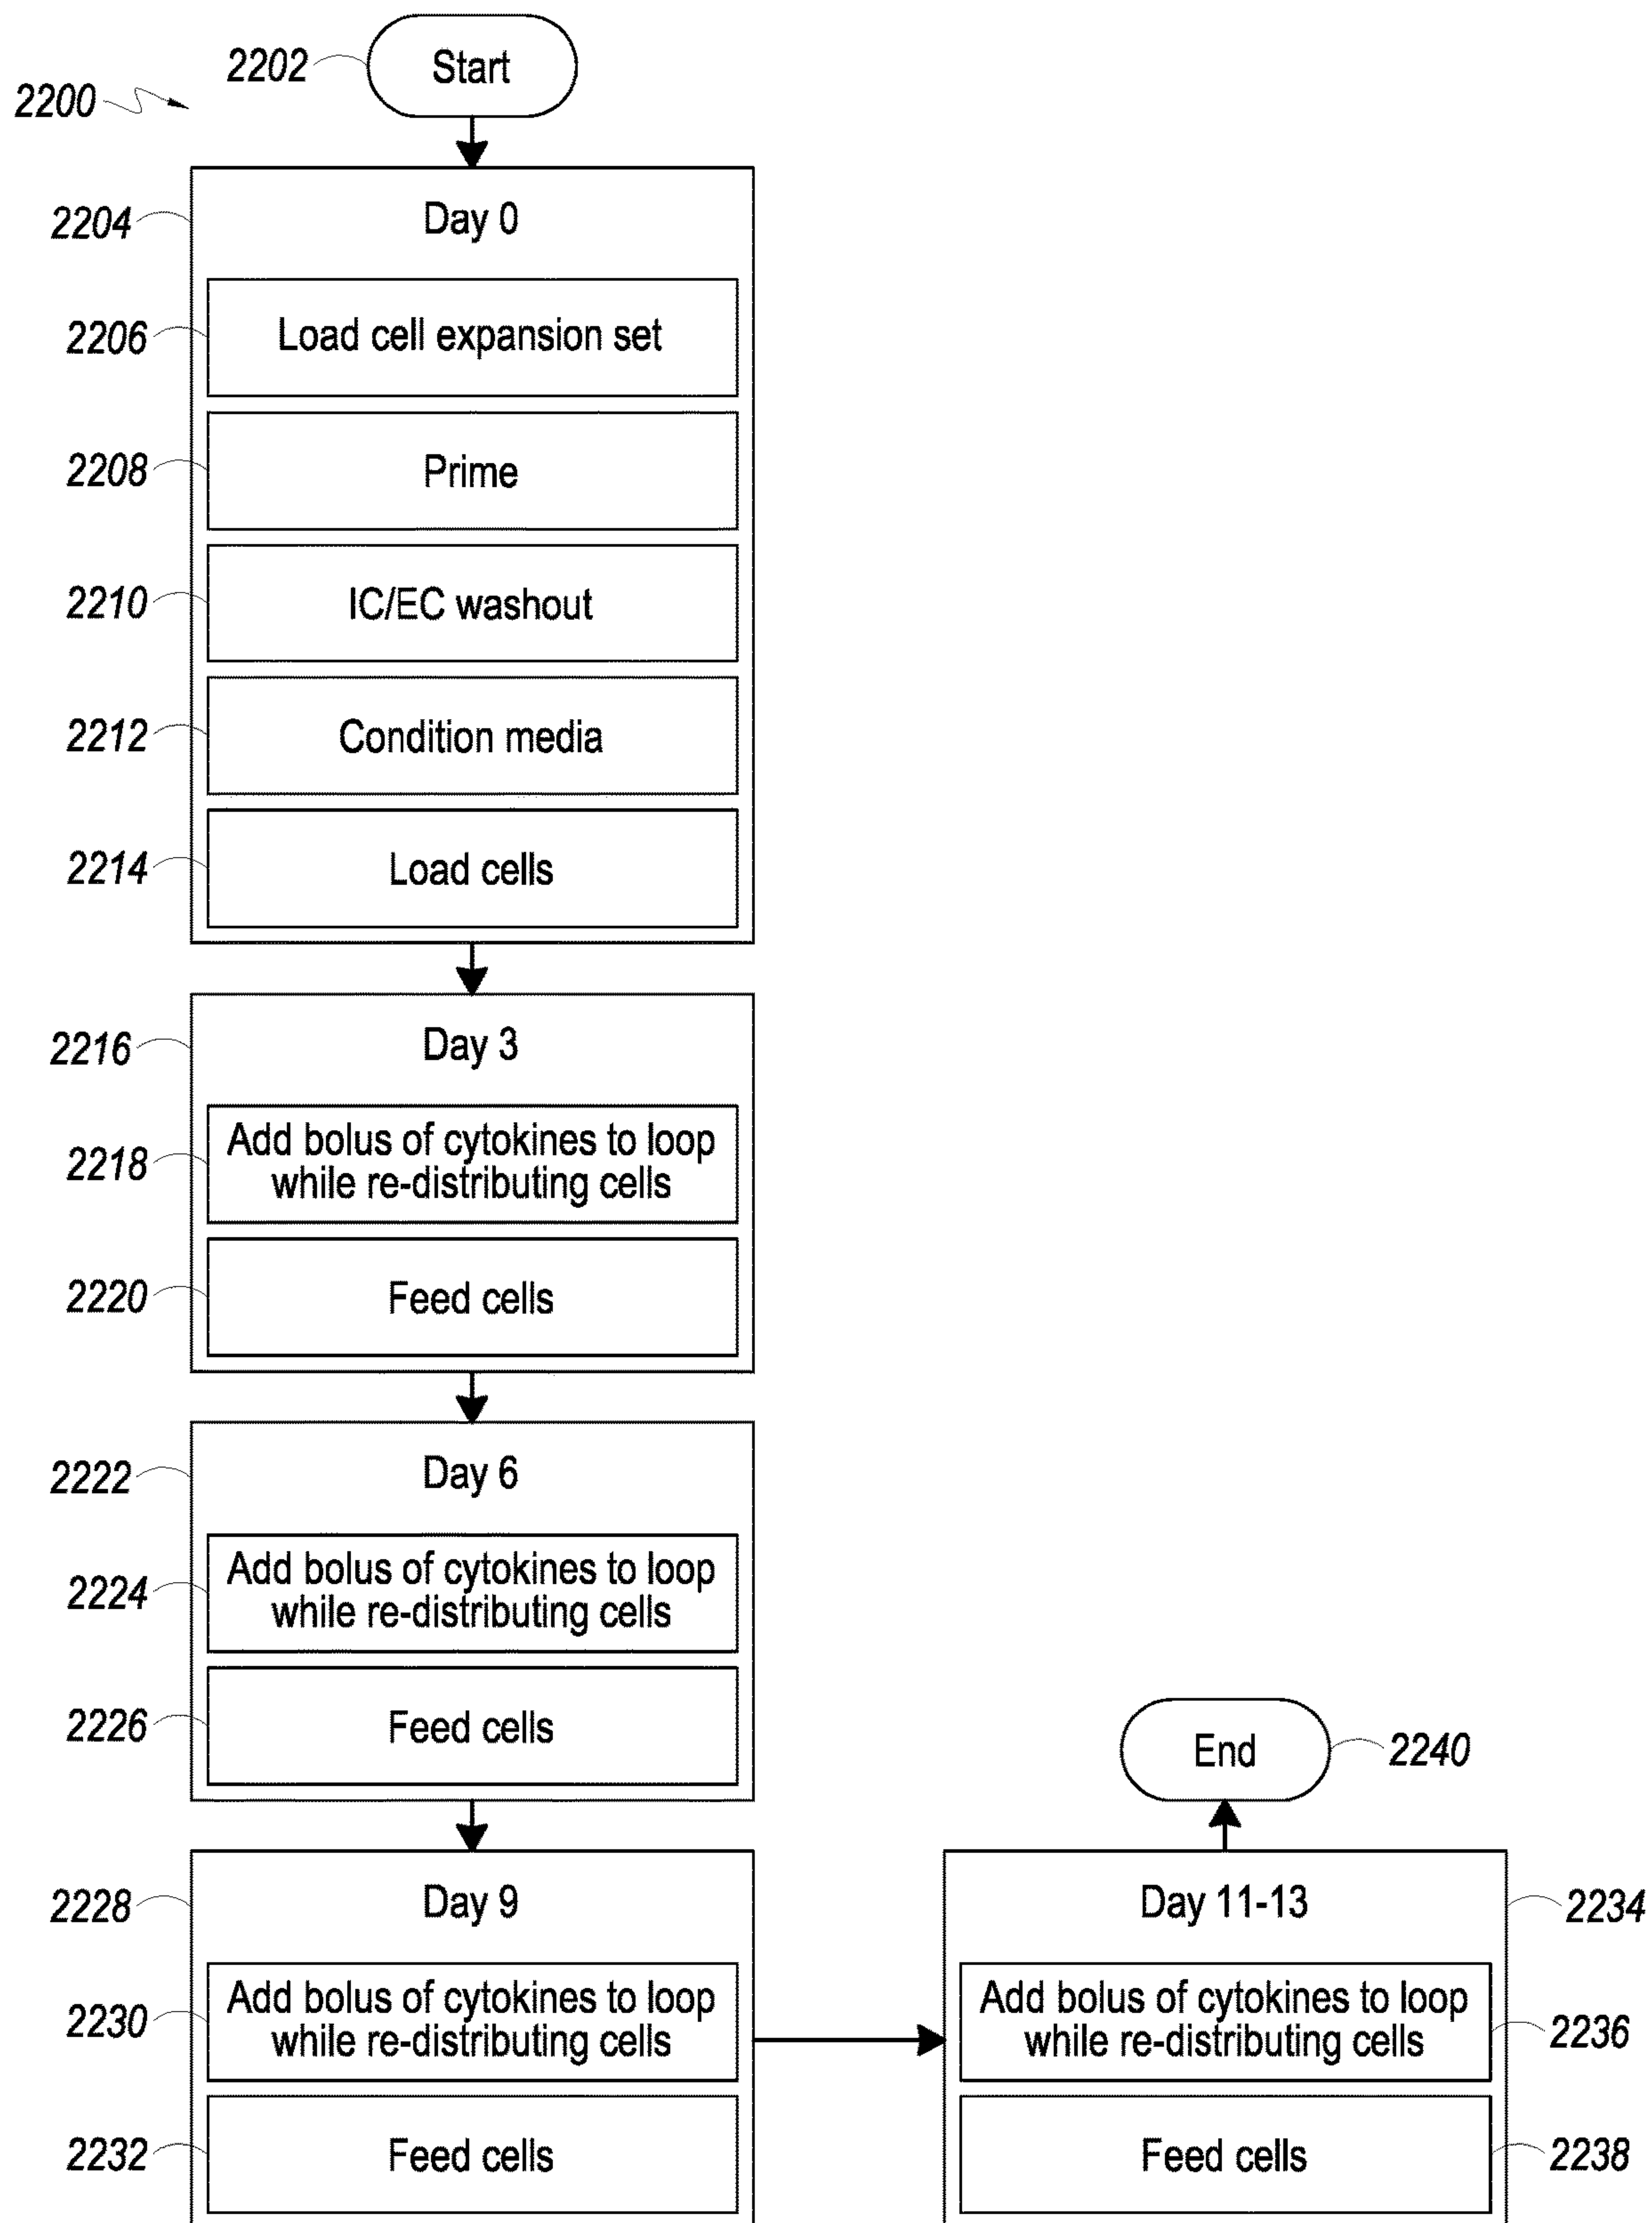 2202
Start
2200
2204
Day 0
2206
Load cell expansion set
2208
Prime
2210
IC/EC washout
2212
Condition media
2214
Load cells
2216
Day 3
2218
Add bolus of cytokines to loop
while re-distributing cells
2220
Feed cells
2222
Day 6
2224
Add bolus of cytokines to loop
while re-distributing cells
2226
Feed cells
2228
Day 9
2230
Add bolus of cytokines to loop
while re-distributing cells
2232
Feed cells
Day 11-13
2234
Add bolus of cytokines to loop
while re-distributing cells
2236
Feed cells
2238
End
2240